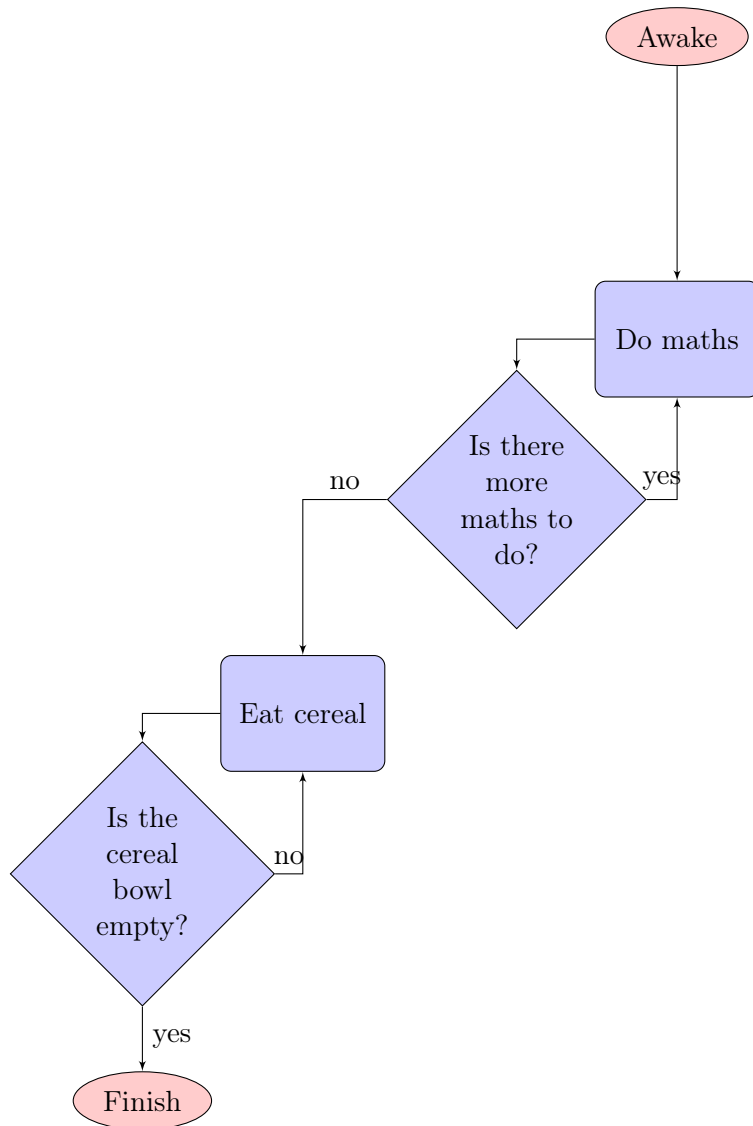 Awake
Do maths
Is there
more
maths to
do?
yes
no
Eat cereal
Is the
cereal
bowl
empty?
no
yes
Finish